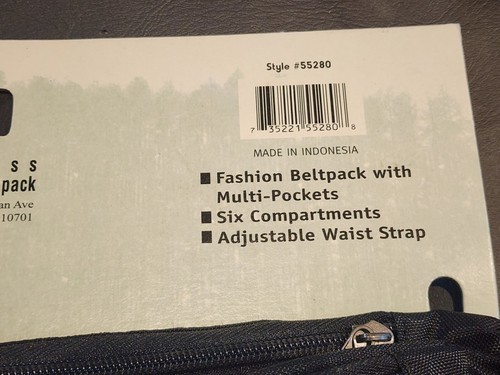 Style #55280
7 35221 55280 8
MADE IN INDONESIA
s s
pack
an Ave
10701
Fashion Beltpack with
Multi-Pockets
Six Compartments
Adjustable Waist Strap